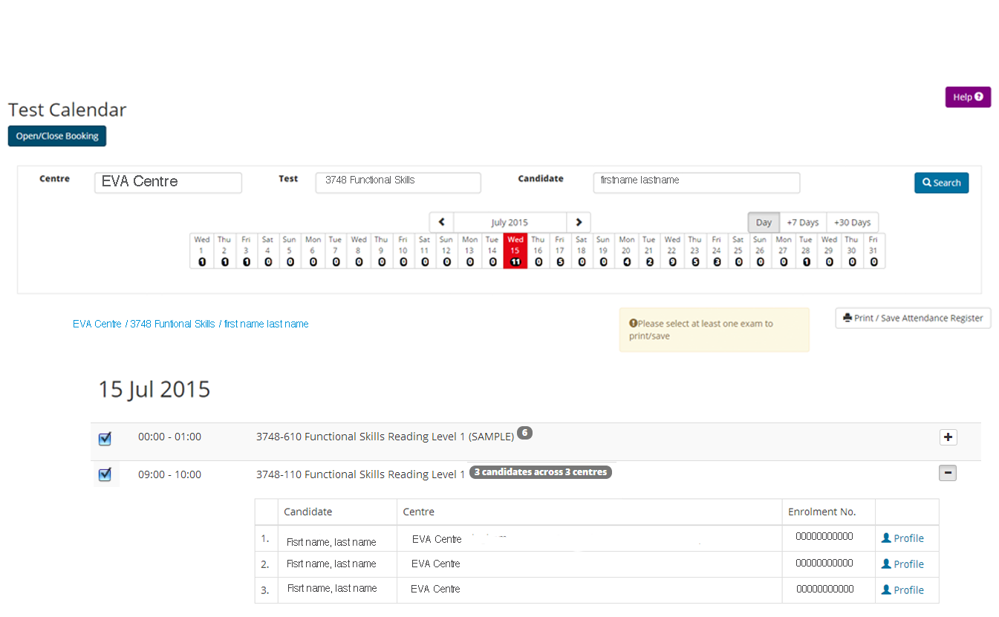 Help
Test Calendar
Open/Close Booking
Centre EVA Centre Test 3748 Functional Skills Candidate firstname lastname Search
July 2015 Day +7 Days +30 Days
Wed Thu Fri Sat Sun Mon Tue Wed Thu Fri Sat Sun Mon Tue Wed Thu Fri Sat Sun Mon Tue Wed Thu Fri Sat Sun Mon Tue Wed Thu Fri
1 2 3 4 5 6 7 8 9 10 11 12 13 14 15 16 17 18 19 20 21 22 23 24 25 26 27 28 29 30 31
1 1 1 0 0 0 0 0 0 0 0 0 0 0 11 0 5 0 0 4 2 9 5 2 0 0 0 1 0 0 0
EVA Centre / 3748 Funtional Skills / first name last name
Please select at least one exam to
print/save
Print / Save Attendance Register
15 Jul 2015
00:00 - 01:00 3748-610 Functional Skills Reading Level 1 (SAMPLE) 6
09:00 - 10:00 3748-110 Functional Skills Reading Level 1 3 candidates across 3 centres
Candidate Centre Enrolment No.
1. Fisrt name, last name EVA Centre 00000000000 Profile
2. Fisrt name, last name EVA Centre 00000000000 Profile
3. Fisrt name, last name EVA Centre 00000000000 Profile